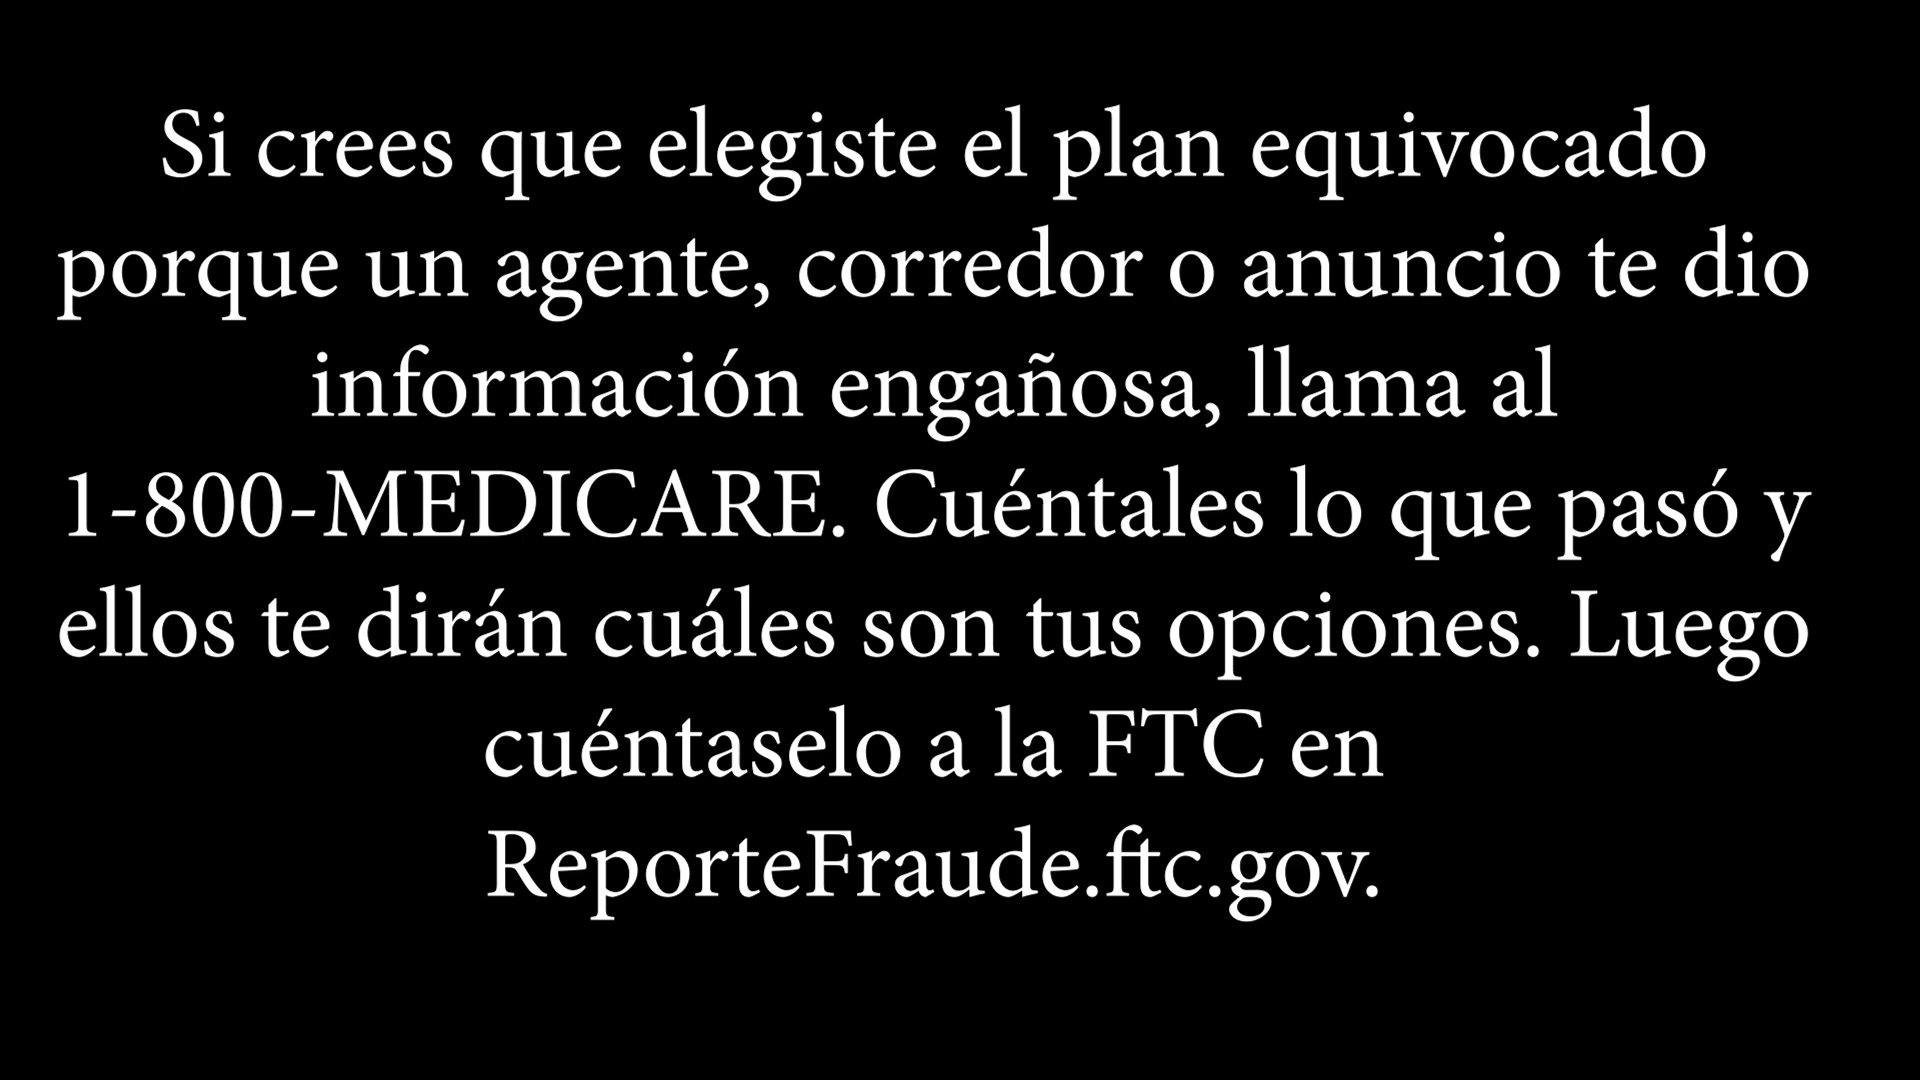 Si crees que elegiste el plan equivocado
porque un agente, corredor o anuncio te dio
información engañosa, llama al
1-800-MEDICARE. Cuéntales lo que pasó y
ellos te dirán cuáles son tus opciones. Luego
cuéntaselo a la FTC en
ReporteFraude.ftc.gov.